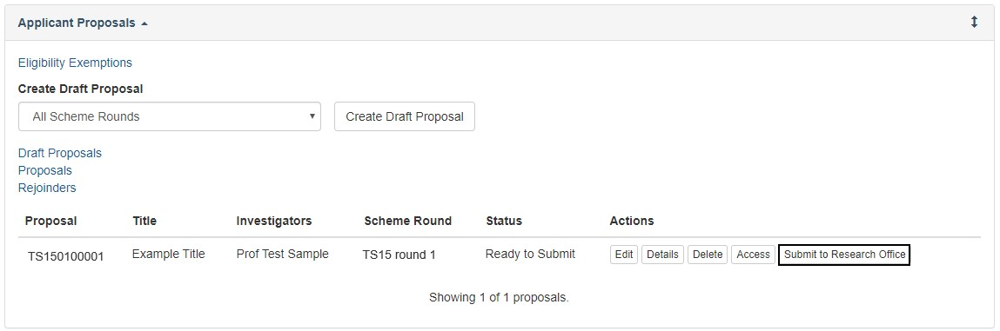 Applicant Proposals
Eligibility Exemptions
Create Draft Proposal
All Scheme Rounds Create Draft Proposal
Draft Proposals
Proposals
Rejoinders
Proposal Title Investigators Scheme Round Status Actions
TS150100001 Example Title Prof Test Sample TS15 round 1 Ready to Submit Edit Details Delete Access Submit to Research Office
Showing 1 of 1 proposals.